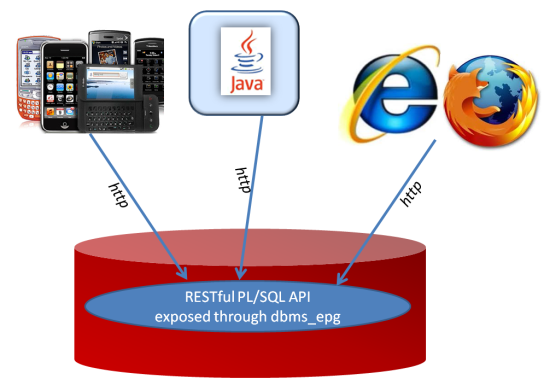 Java
http
http
http
RESTful PL/SQL API
exposed through dbms_epg